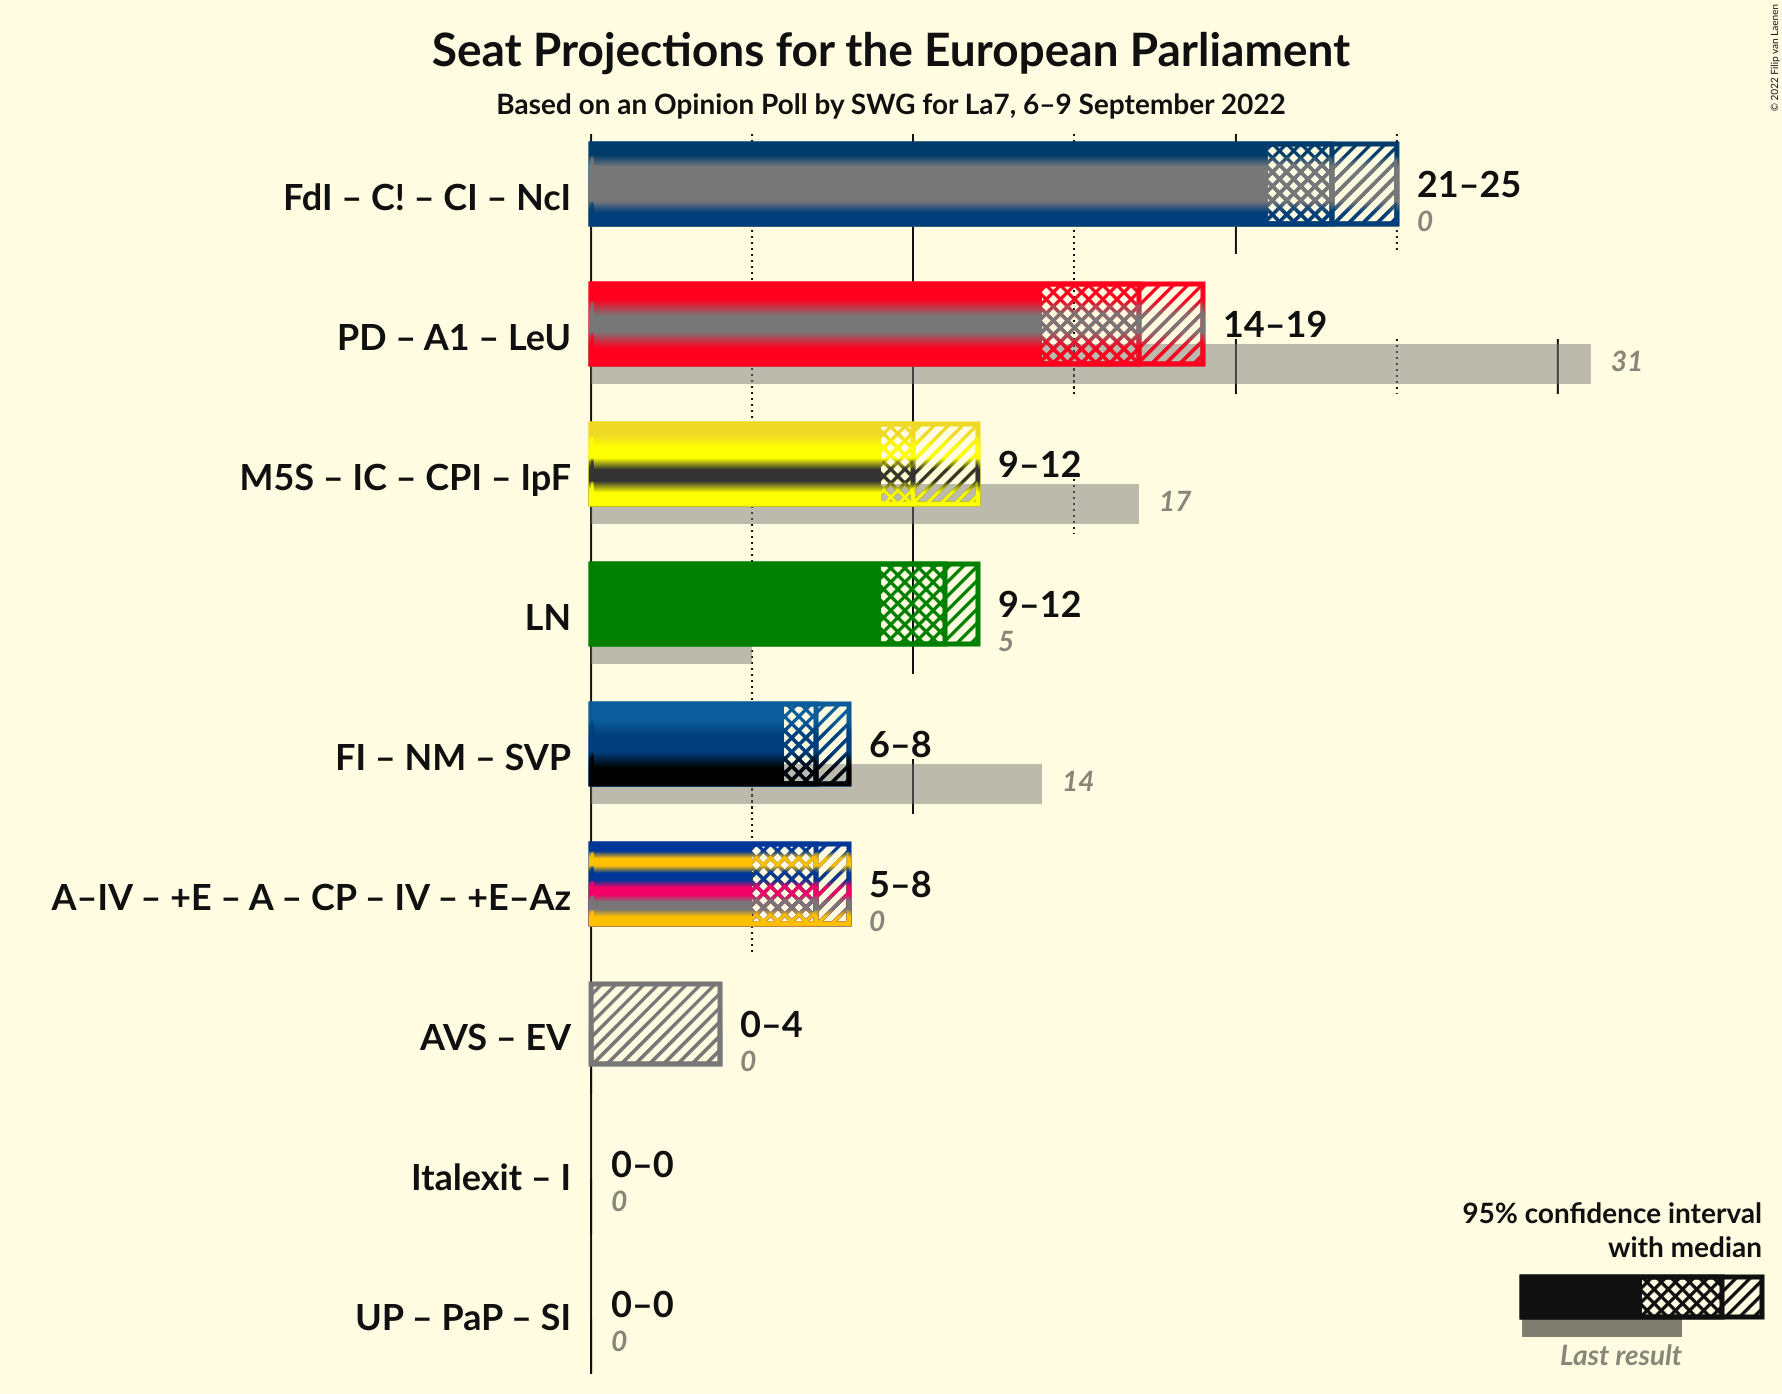 Seat Projections for the European Parliament
Based on an Opinion Poll by SWG for La7, 6–9 September 2022
© 2022 Filip van Laenen
FdI – C! – CI – NcI
21–25
0
PD – A1 – LeU
14–19
31
M5S – IC – CPI – IpF
9–12
17
LN
9–12
5
FI – NM – SVP
6–8
14
A–IV – +E – A – CP – IV – +E–Az
5–8
0
AVS – EV
0–4
0
Italexit – I
0–0
0
UP – PaP – SI
0–0
0
95% confidence interval
with median
Last result